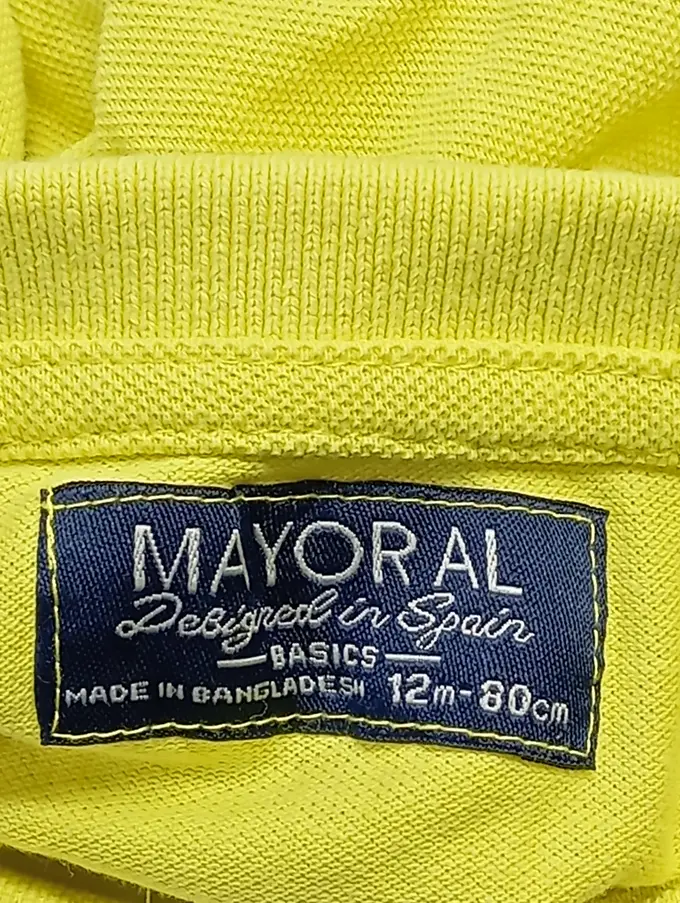 MAYORAL
Designed in Spain
BASICS
MADE IN BANGLADESH 12m-80cm